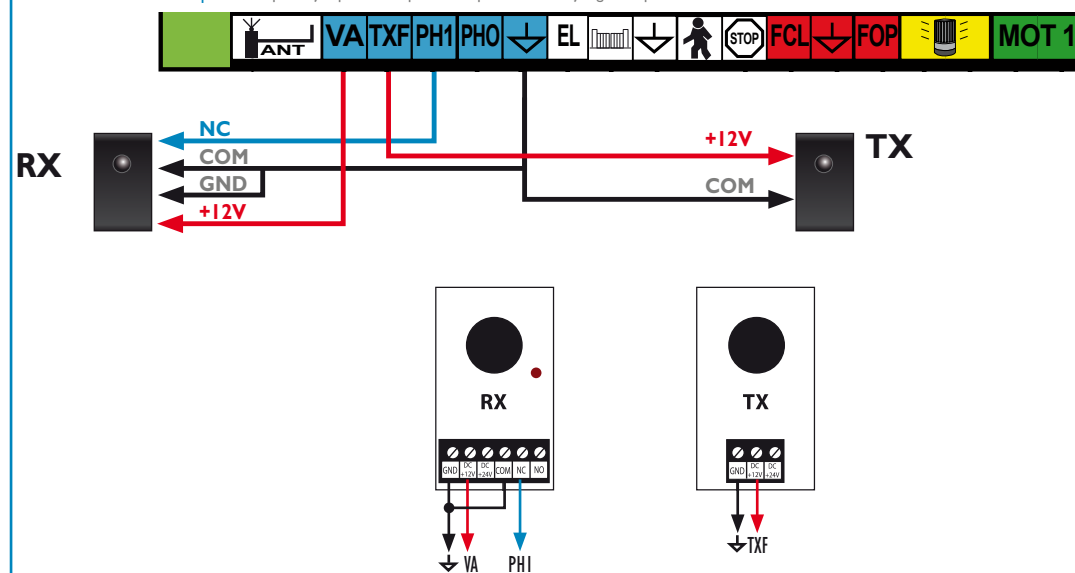 ANT VA TXF PH1 PH0 EL STOP FCL FOP MOT 1
NC
COM
GND
+12V
RX
+12V
COM
TX
RX
GND DC +12V DC +24V COM NC NO
VA PH1
TX
GND DC +12V DC +24V
TXF